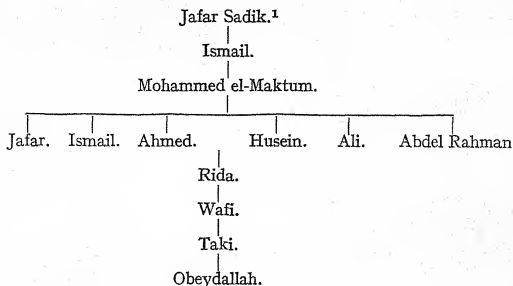 Jafar Sadik.¹
Ismail.
Mohammed el-Maktum.
Jafar. Ismail. Ahmed. Husein. Ali. Abdel Rahman
Rida.
Wafi.
Taki.
Obeydallah.